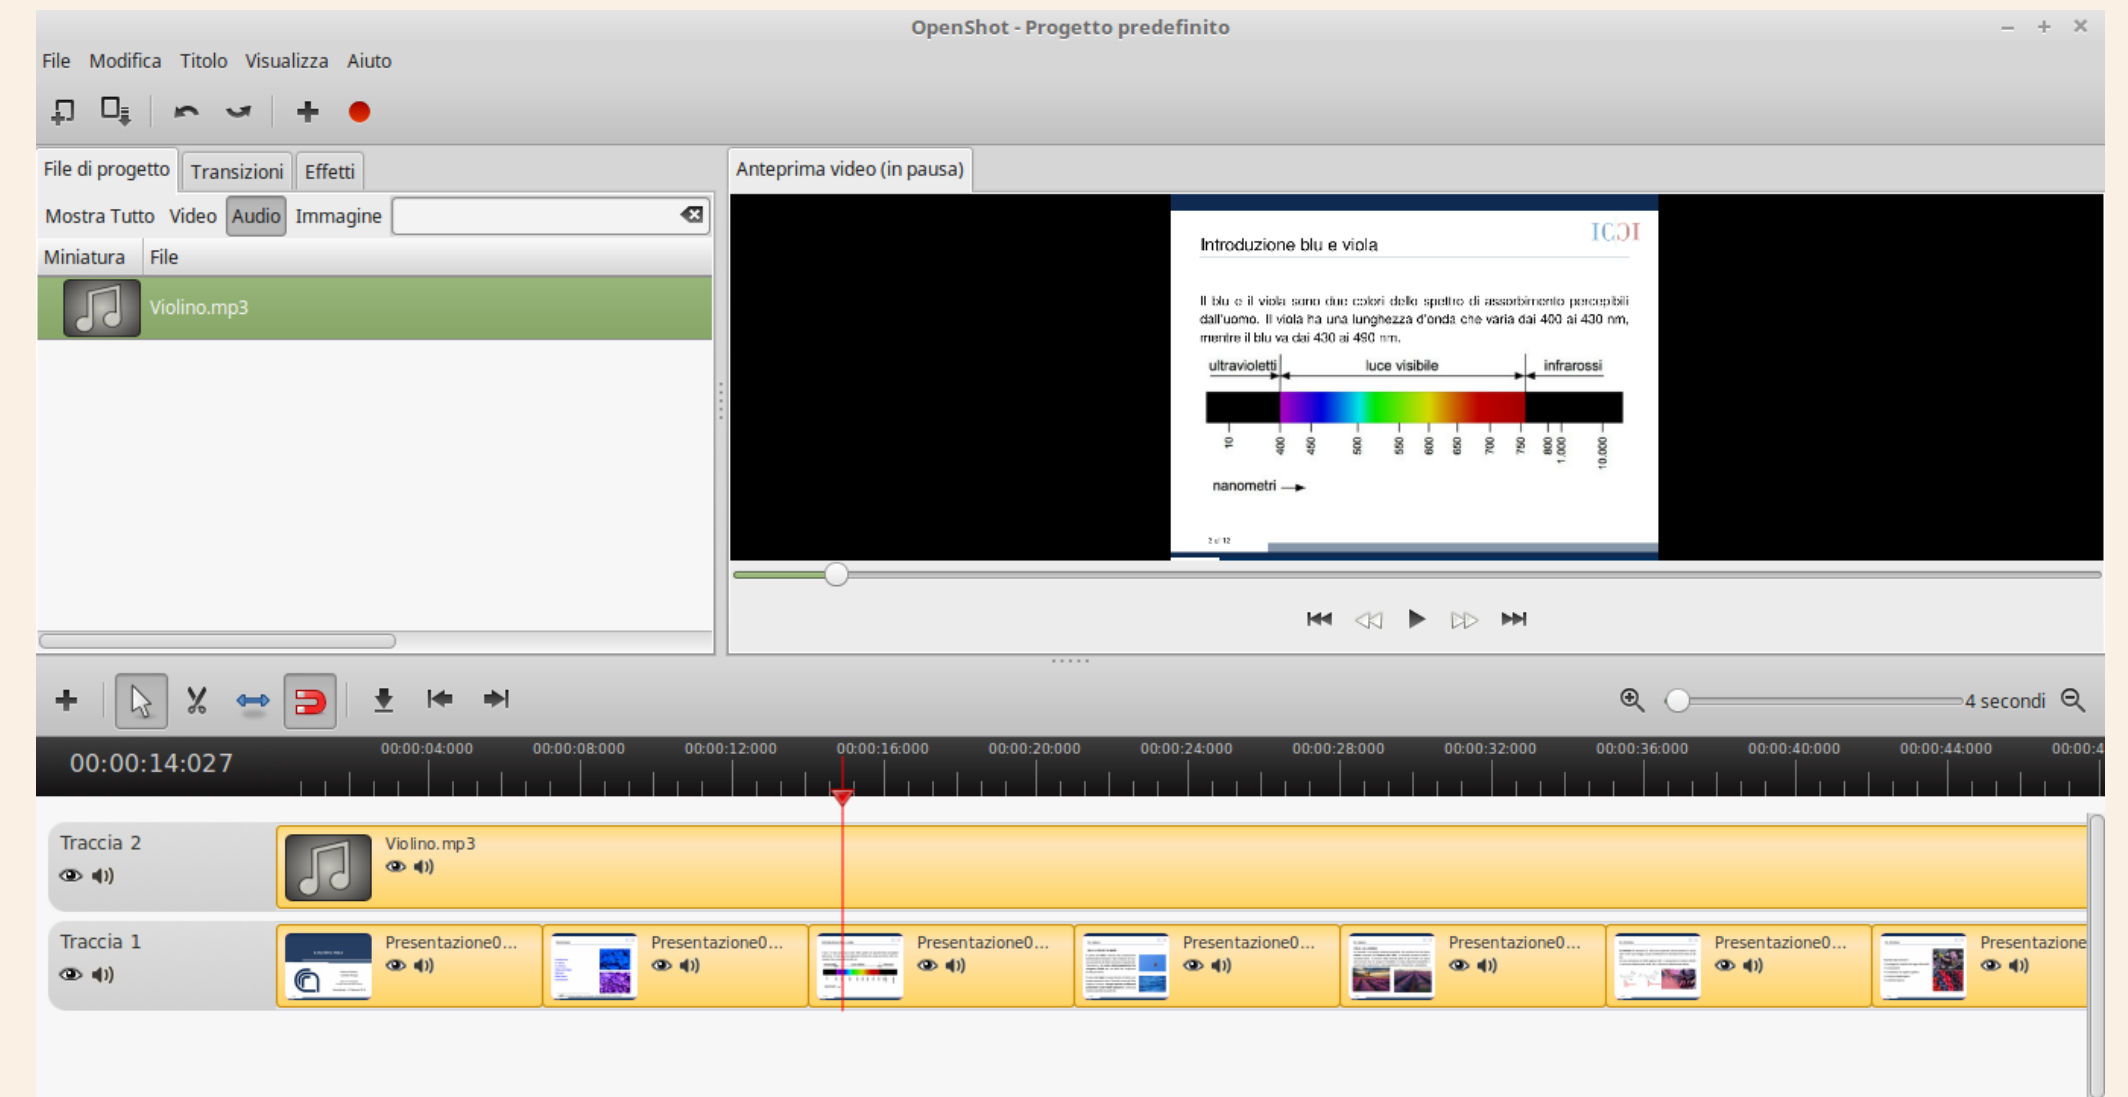 OpenShot - Progetto predefinito
File Modifica Titolo Visualizza Aiuto
File di progetto Transizioni Effetti
Mostra Tutto Video Audio Immagine
Miniatura File
Violino.mp3
Anteprima video (in pausa)
Introduzione blu e viola
Il blu e il viola sono due colori dello spettro di assorbimento percepibili
dall'uomo. Il viola ha una lunghezza d'onda che varia dai 400 ai 430 nm,
mentre il blu va dai 430 ai 490 nm.
ultravioletti luce visibile infrarossi
10 400 450 500 550 600 650 700 750 800 1.000 10.000
nanometri
2 of 12
4 secondi
00:00:14:027
00:00:04:000 00:00:08:000 00:00:12:000 00:00:16:000 00:00:20:000 00:00:24:000 00:00:28:000 00:00:32:000 00:00:36:000 00:00:40:000 00:00:44:000 00:00:4
Traccia 2
Violino.mp3
Traccia 1
Presentazione0... Presentazione0... Presentazione0... Presentazione0... Presentazione0... Presentazione0... Presentazione